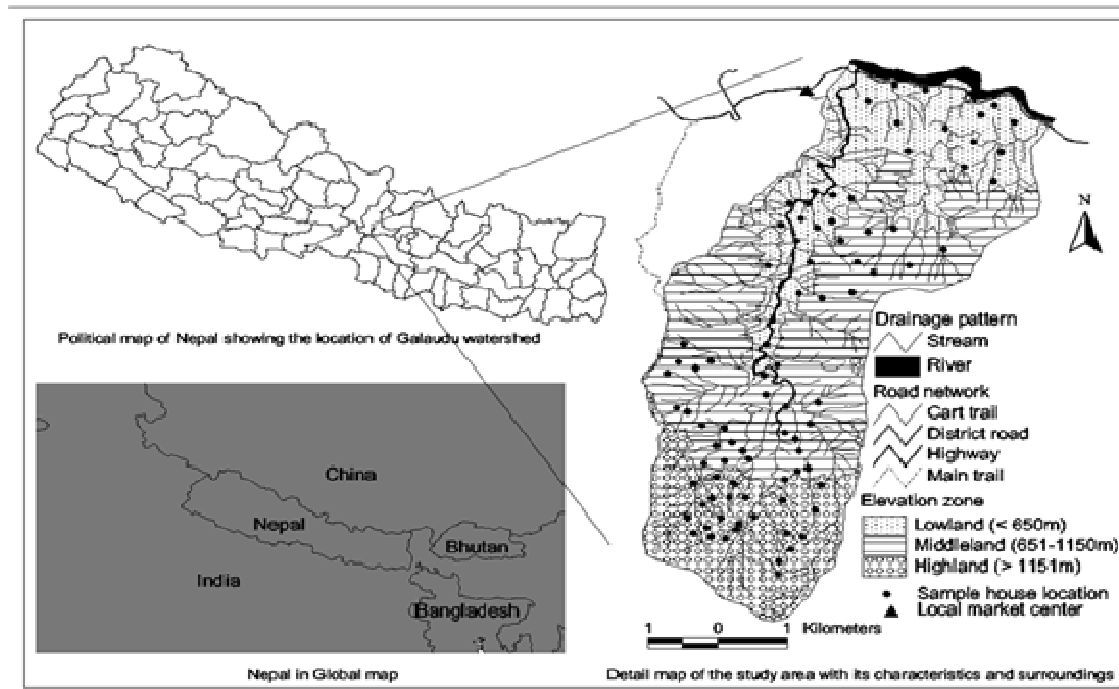 Political map of Nepal showing the location of Galaudu watershed
China
Nepal
Bhutan
India
Bangladesh
Nepal in Global map
N
Drainage pattern
Stream
River
Road network
Cart trail
District road
Highway
Main trail
Elevation zone
Lowland (< 650m)
Middleland (651-1150m)
Highland (> 1151m)
Sample house location
Local market center
1 0 1 Kilometers
Detail map of the study area with its characteristics and surroundings